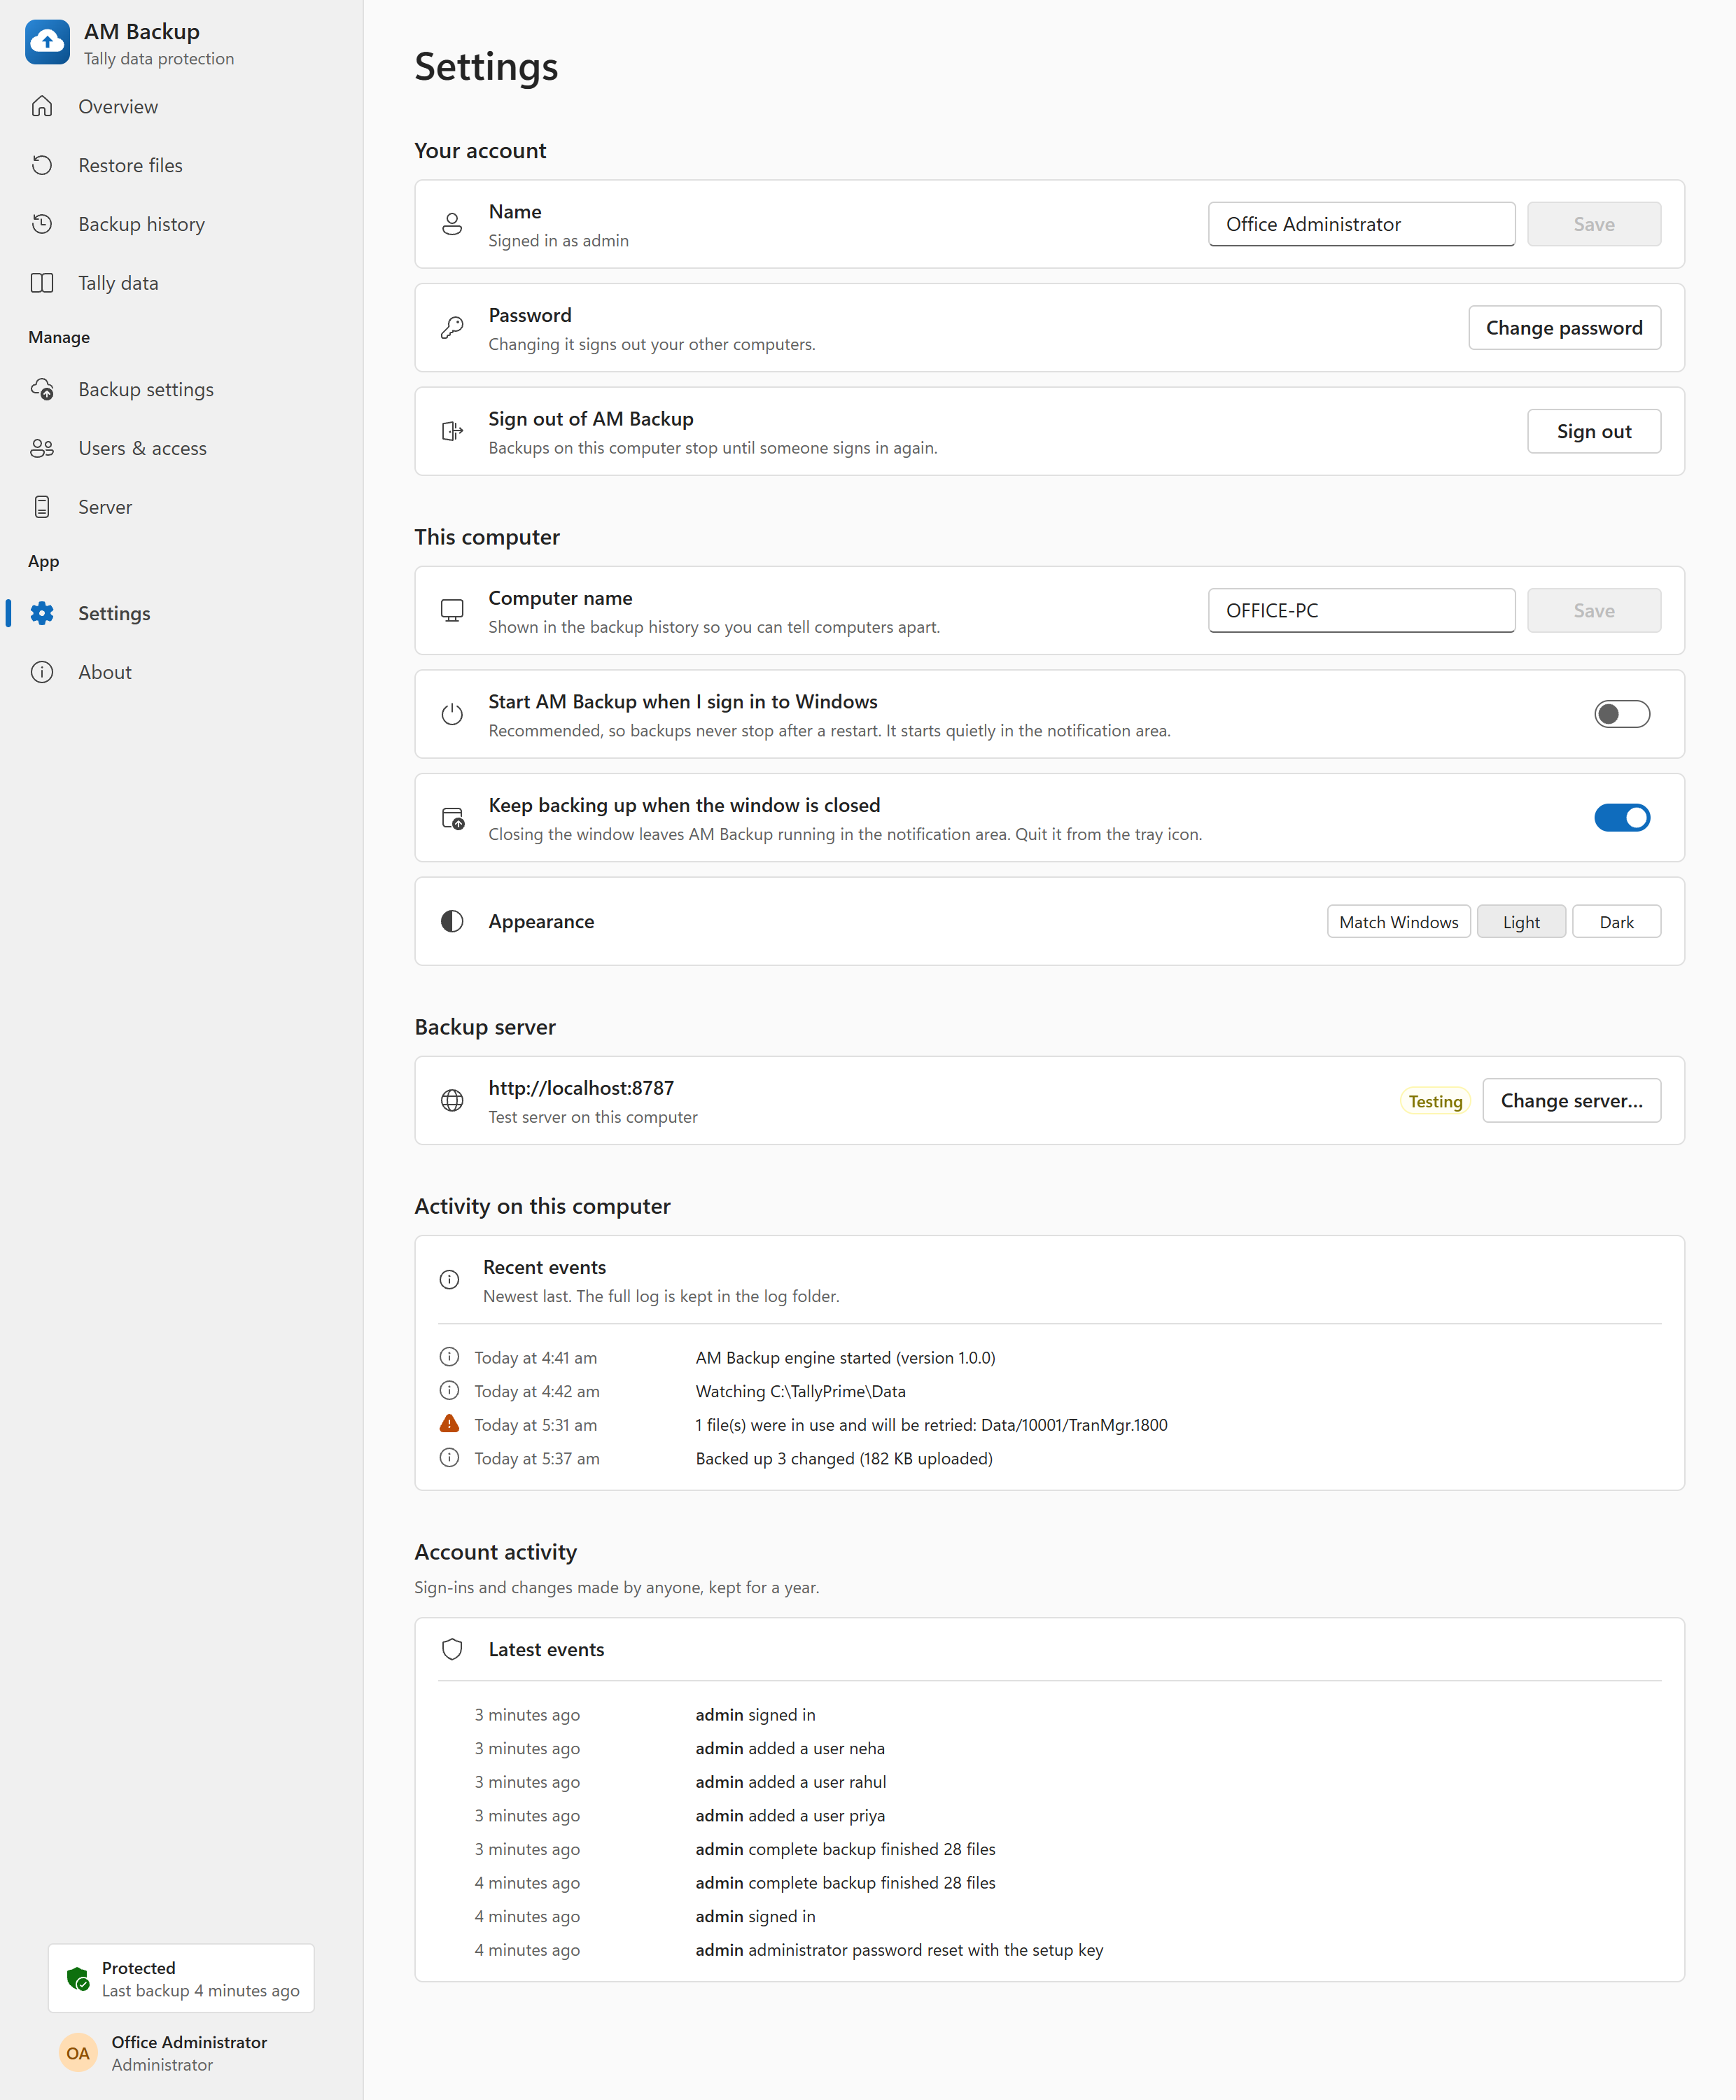 AM Backup
Tally data protection
Overview
Restore files
Backup history
Tally data
Manage
Backup settings
Users & access
Server
App
Settings
About
Protected
Last backup 4 minutes ago
OA
Office Administrator
Administrator
Settings
Your account
Name
Signed in as admin
Office Administrator
Save
Password
Changing it signs out your other computers.
Change password
Sign out of AM Backup
Backups on this computer stop until someone signs in again.
Sign out
This computer
Computer name
Shown in the backup history so you can tell computers apart.
OFFICE-PC
Save
Start AM Backup when I sign in to Windows
Recommended, so backups never stop after a restart. It starts quietly in the notification area.
Keep backing up when the window is closed
Closing the window leaves AM Backup running in the notification area. Quit it from the tray icon.
Appearance
Match Windows
Light
Dark
Backup server
http://localhost:8787
Test server on this computer
Testing
Change server...
Activity on this computer
Recent events
Newest last. The full log is kept in the log folder.
Today at 4:41 am AM Backup engine started (version 1.0.0)
Today at 4:42 am Watching C:\TallyPrime\Data
Today at 5:31 am 1 file(s) were in use and will be retried: Data/10001/TranMgr.1800
Today at 5:37 am Backed up 3 changed (182 KB uploaded)
Account activity
Sign-ins and changes made by anyone, kept for a year.
Latest events
3 minutes ago admin signed in
3 minutes ago admin added a user neha
3 minutes ago admin added a user rahul
3 minutes ago admin added a user priya
3 minutes ago admin complete backup finished 28 files
4 minutes ago admin complete backup finished 28 files
4 minutes ago admin signed in
4 minutes ago admin administrator password reset with the setup key